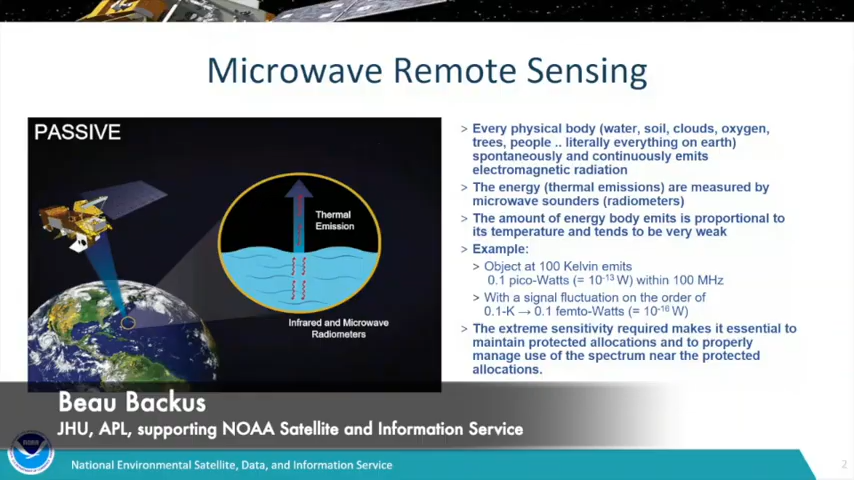 Microwave Remote Sensing
PASSIVE
Thermal
Emission
Infrared and Microwave
Radiometers
> Every physical body (water, soil, clouds, oxygen,
trees, people .. literally everything on earth)
spontaneously and continuously emits
electromagnetic radiation
> The energy (thermal emissions) are measured by
microwave sounders (radiometers)
> The amount of energy body emits is proportional to
its temperature and tends to be very weak
> Example:
> Object at 100 Kelvin emits
0.1 pico-Watts (= 10⁻¹³ W) within 100 MHz
> With a signal fluctuation on the order of
0.1-K → 0.1 femto-Watts (= 10⁻¹⁶ W)
> The extreme sensitivity required makes it essential to
maintain protected allocations and to properly
manage use of the spectrum near the protected
allocations.
Beau Backus
JHU, APL, supporting NOAA Satellite and Information Service
National Environmental Satellite, Data, and Information Service
2